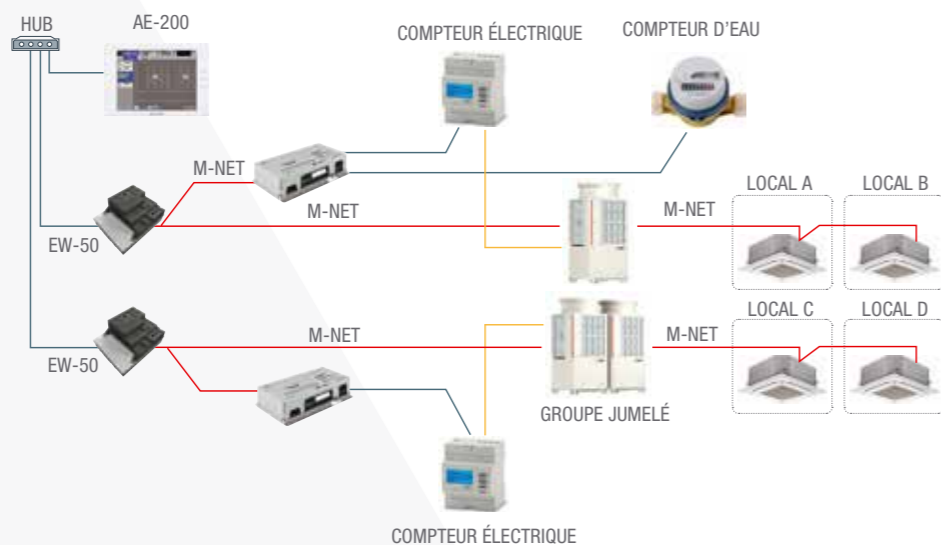 HUB
AE-200
COMPTEUR ÉLECTRIQUE
COMPTEUR D'EAU
M-NET
M-NET
M-NET
LOCAL A
LOCAL B
EW-50
M-NET
M-NET
LOCAL C
LOCAL D
EW-50
GROUPE JUMELÉ
COMPTEUR ÉLECTRIQUE